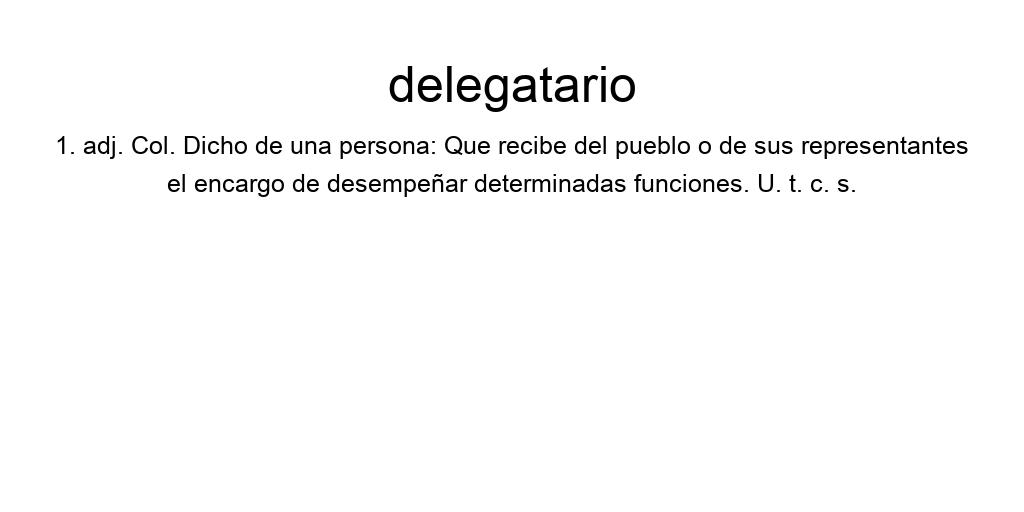 delegatario
1. adj. Col. Dicho de una persona: Que recibe del pueblo o de sus representantes
el encargo de desempeñar determinadas funciones. U. t. c. s.